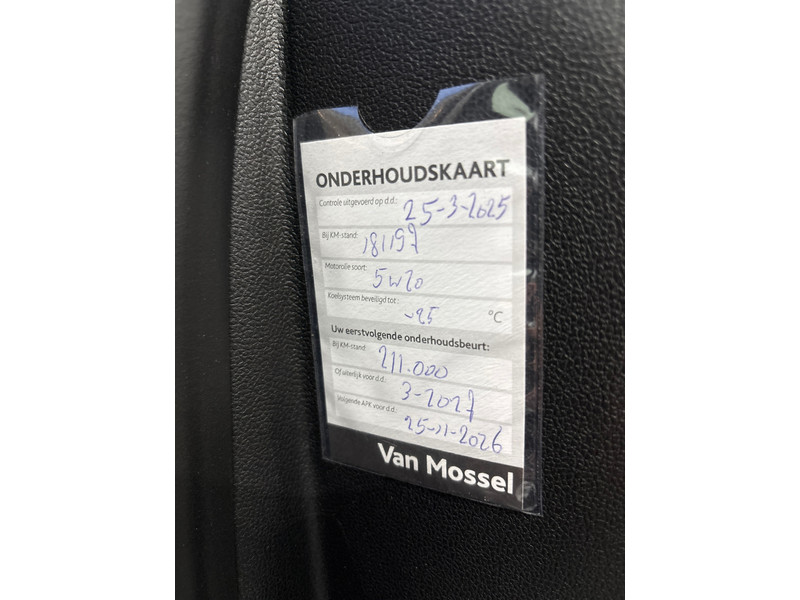 ONDERHOUDSKAART
Controle uitgevoerd op d.d.: 25-3-2025
Bij KM-stand: 181197
Motorolie soort: 5w20
Koelsysteem beveiligd tot: -25 °C
Uw eerstvolgende onderhoudsbeurt:
Bij KM-stand: 211.000
Of uiterlijk voor d.d.: 3-2027
Volgende APK voor d.d.: 25-11-2026
Van Mossel